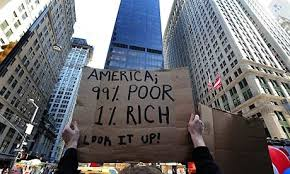 AMERICA;
99% POOR
1% RICH
LOOK IT UP!